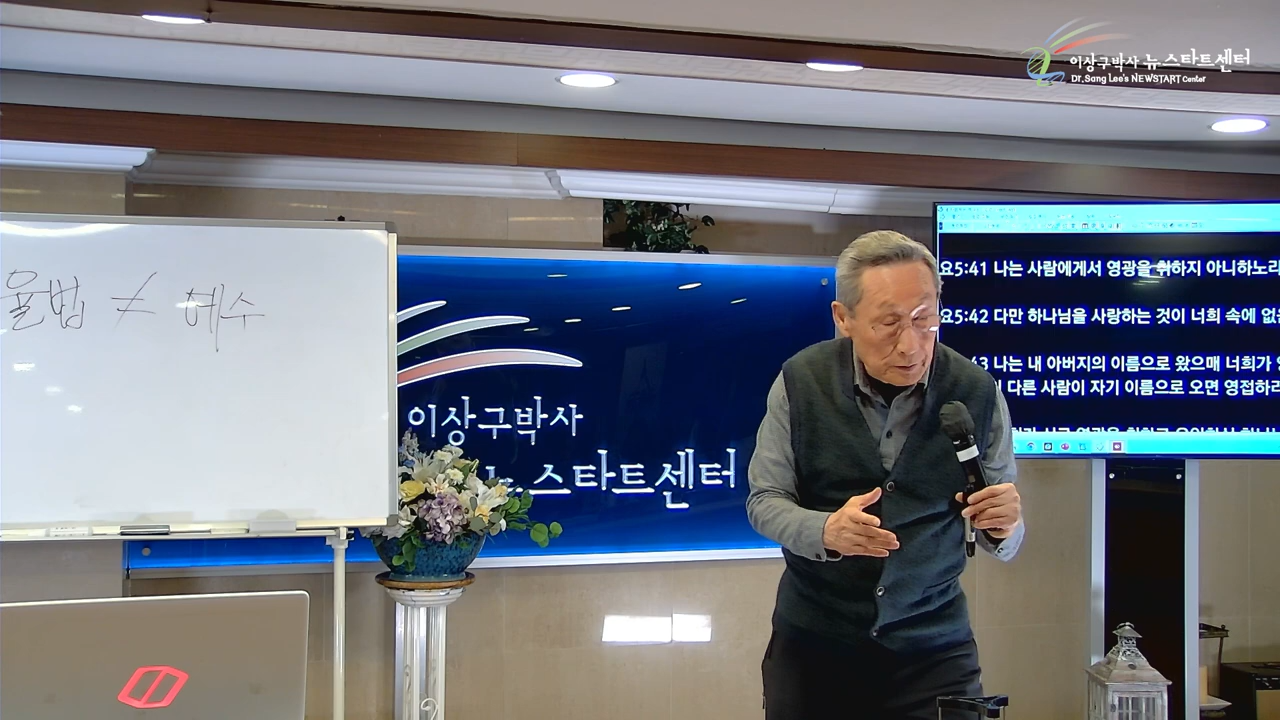 이상구박사 뉴스타트센터
Dr. Sang Lee's NEWSTART Center
율법 ≠ 예수
이상구박사
뉴스타트센터
요5:41 나는 사람에게서 영광을 취하지 아니하노라
요5:42 다만 하나님을 사랑하는 것이 너희 속에
3 나는 내 아버지의 이름으로 왔으매 너희가
다른 사람이 자기 이름으로 오면 영접하리